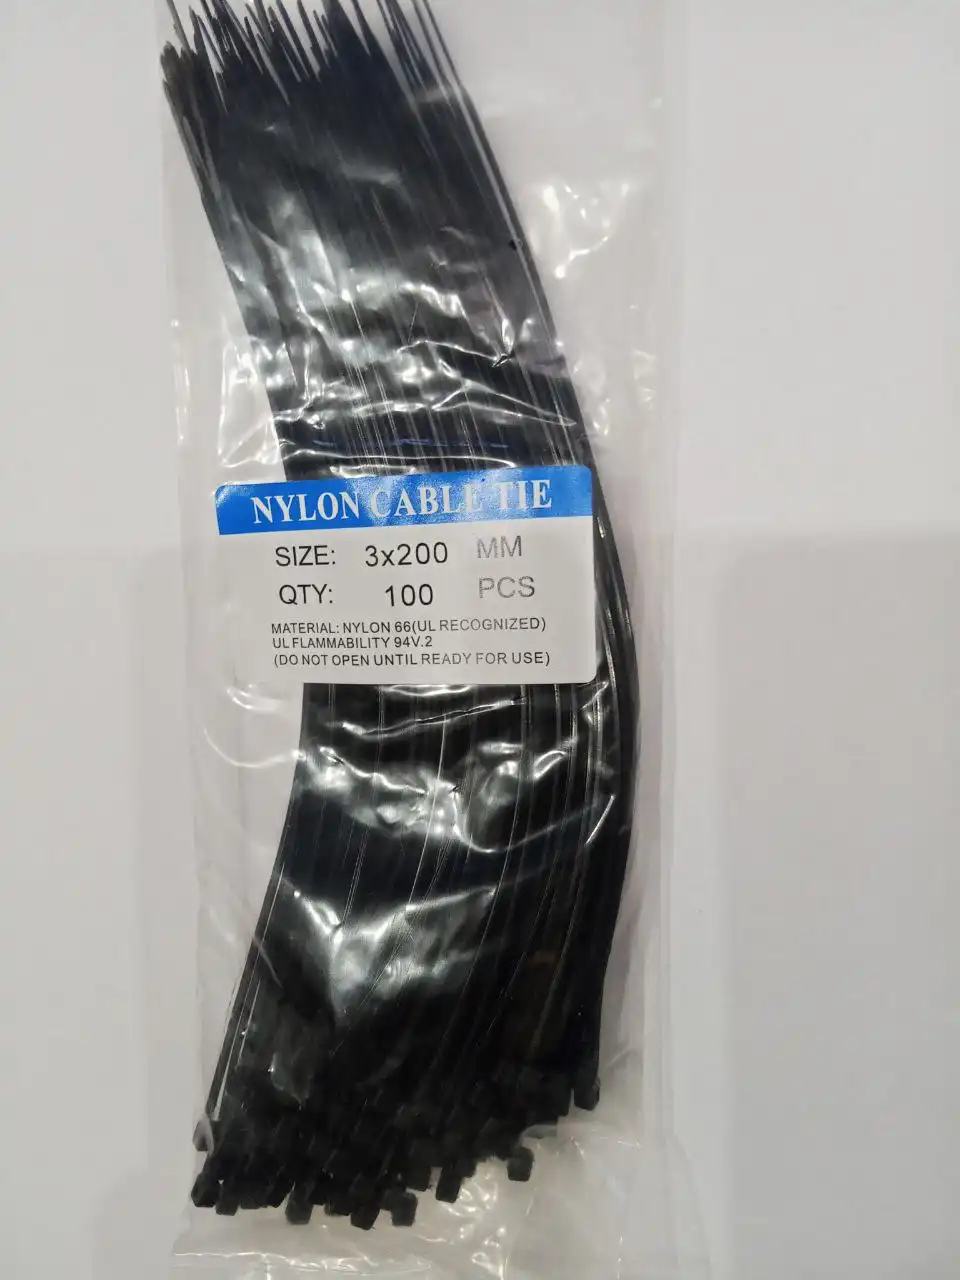 NYLON CABLE TIE
SIZE: 3x200 MM
QTY: 100 PCS
MATERIAL: NYLON 66(UL RECOGNIZED)
UL FLAMMABILITY 94V.2
(DO NOT OPEN UNTIL READY FOR USE)